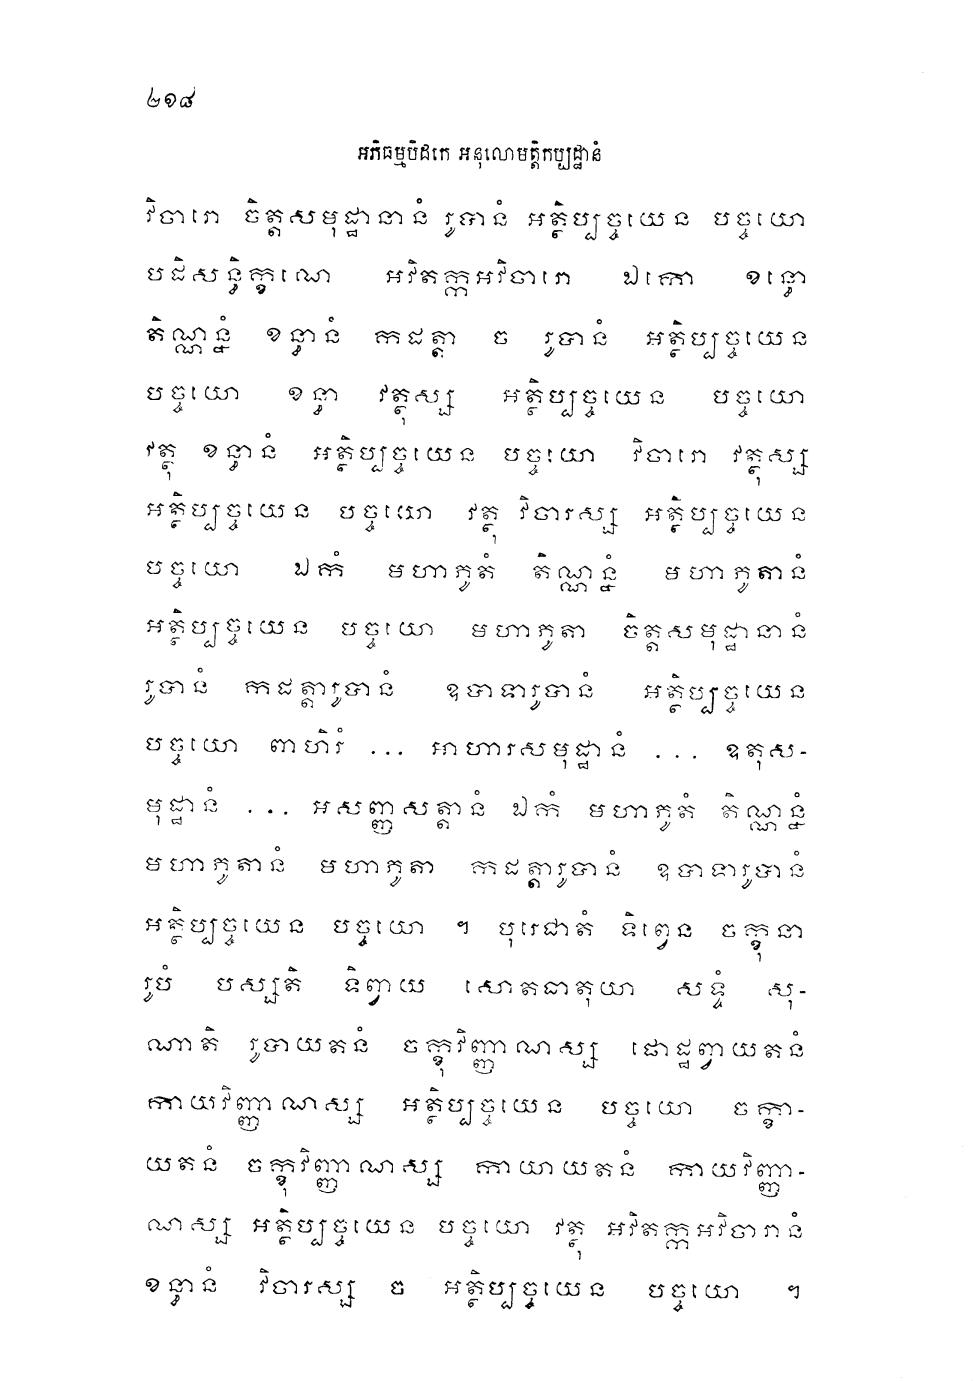 ២១៨
អភិធម្មបិដកេ អនុលោមត្តិកប្បដ្ឋានំ
វិចារោ ចិត្តសមុដ្ឋានានំ រូបានំ អត្ថិប្បច្ចយេន បច្ចយោ
បដិសន្ធិក្ខណេ អវិតក្កអវិចារោ ឯកោ ខន្ធោ
តិណ្ណន្នំ ខន្ធានំ កដត្តា ច រូបានំ អត្ថិប្បច្ចយេន
បច្ចយោ ខន្ធា វត្ថុស្ស អត្ថិប្បច្ចយេន បច្ចយោ
វត្ថុ ខន្ធានំ អត្ថិប្បច្ចយេន បច្ចយោ វិចារោ វត្ថុស្ស
អត្ថិប្បច្ចយេន បច្ចយោ វត្ថុ វិចារស្ស អត្ថិប្បច្ចយេន
បច្ចយោ ឯកំ មហាភូតំ តិណ្ណន្នំ មហាភូតានំ
អត្ថិប្បច្ចយេន បច្ចយោ មហាភូតា ចិត្តសមុដ្ឋានានំ
រូបានំ កដត្តារូបានំ ឧបាទារូបានំ អត្ថិប្បច្ចយេន
បច្ចយោ ពាហិរំ ... អាហារសមុដ្ឋានំ ... ឧតុស-
មុដ្ឋានំ ... អសញ្ញសត្តានំ ឯកំ មហាភូតំ តិណ្ណន្នំ
មហាភូតានំ មហាភូតា កដត្តារូបានំ ឧបាទារូបានំ
អត្ថិប្បច្ចយេន បច្ចយោ ។ បុរេជាតំ ទិព្វេន ចក្ខុនា
រូបំ បស្សតិ ទិព្វាយ សោតធាតុយា សទ្ទំ សុ-
ណាតិ រូបាយតនំ ចក្ខុវិញ្ញាណស្ស ផោដ្ឋព្វាយតនំ
កាយវិញ្ញាណស្ស អត្ថិប្បច្ចយេន បច្ចយោ ចក្ខា-
យតនំ ចក្ខុវិញ្ញាណស្ស កាយាយតនំ កាយវិញ្ញា-
ណស្ស អត្ថិប្បច្ចយេន បច្ចយោ វត្ថុ អវិតក្កអវិចារានំ
ខន្ធានំ វិចារស្ស ច អត្ថិប្បច្ចយេន បច្ចយោ ។